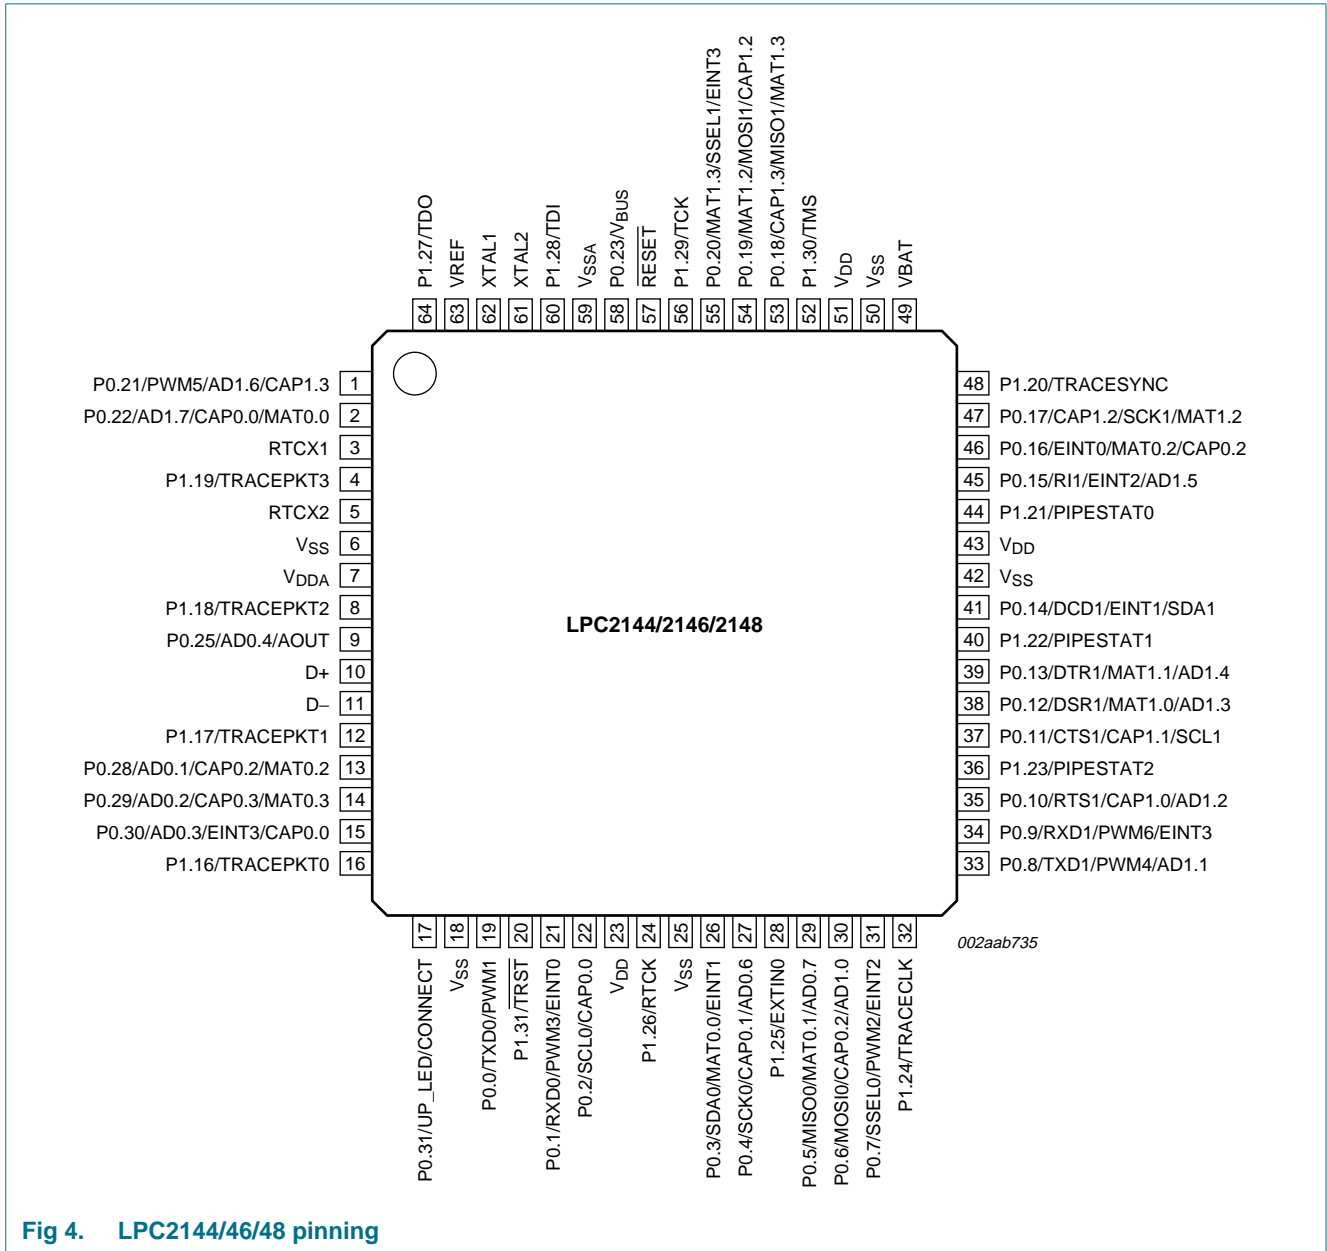 64 P1.27/TDO
63 VREF
62 XTAL1
61 XTAL2
60 P1.28/TDI
59 VSSA
58 P0.23/VBUS
57 RESET
56 P1.29/TCK
55 P0.20/MAT1.3/SSEL1/EINT3
54 P0.19/MAT1.2/MOSI1/CAP1.2
53 P0.18/CAP1.3/MISO1/MAT1.3
52 P1.30/TMS
51 VDD
50 VSS
49 VBAT
P0.21/PWM5/AD1.6/CAP1.3 1
P0.22/AD1.7/CAP0.0/MAT0.0 2
RTCX1 3
P1.19/TRACEPKT3 4
RTCX2 5
VSS 6
VDDA 7
P1.18/TRACEPKT2 8
P0.25/AD0.4/AOUT 9
D+ 10
D− 11
P1.17/TRACEPKT1 12
P0.28/AD0.1/CAP0.2/MAT0.2 13
P0.29/AD0.2/CAP0.3/MAT0.3 14
P0.30/AD0.3/EINT3/CAP0.0 15
P1.16/TRACEPKT0 16
LPC2144/2146/2148
48 P1.20/TRACESYNC
47 P0.17/CAP1.2/SCK1/MAT1.2
46 P0.16/EINT0/MAT0.2/CAP0.2
45 P0.15/RI1/EINT2/AD1.5
44 P1.21/PIPESTAT0
43 VDD
42 VSS
41 P0.14/DCD1/EINT1/SDA1
40 P1.22/PIPESTAT1
39 P0.13/DTR1/MAT1.1/AD1.4
38 P0.12/DSR1/MAT1.0/AD1.3
37 P0.11/CTS1/CAP1.1/SCL1
36 P1.23/PIPESTAT2
35 P0.10/RTS1/CAP1.0/AD1.2
34 P0.9/RXD1/PWM6/EINT3
33 P0.8/TXD1/PWM4/AD1.1
P0.31/UP_LED/CONNECT 17
VSS 18
P0.0/TXD0/PWM1 19
P1.31/TRST 20
P0.1/RXD0/PWM3/EINT0 21
P0.2/SCL0/CAP0.0 22
VDD 23
P1.26/RTCK 24
VSS 25
P0.3/SDA0/MAT0.0/EINT1 26
P0.4/SCK0/CAP0.1/AD0.6 27
P1.25/EXTIN0 28
P0.5/MISO0/MAT0.1/AD0.7 29
P0.6/MOSI0/CAP0.2/AD1.0 30
P0.7/SSEL0/PWM2/EINT2 31
P1.24/TRACECLK 32
002aab735
Fig 4. LPC2144/46/48 pinning